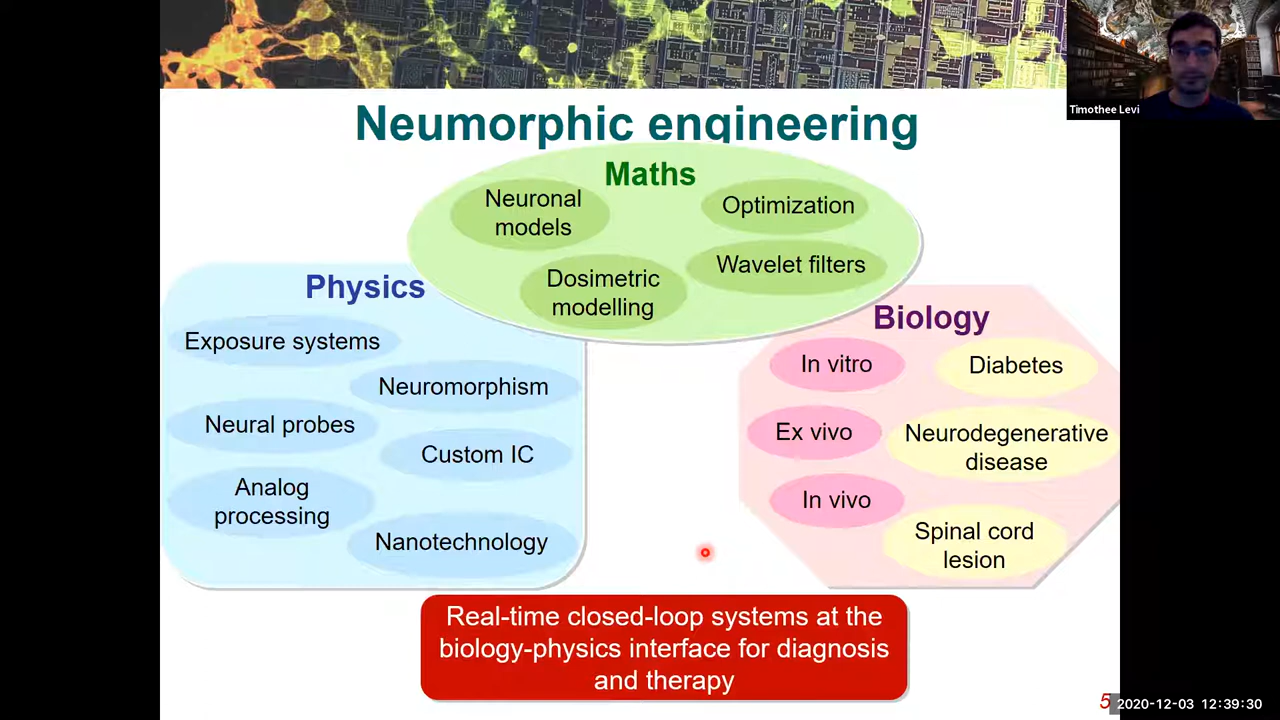 Timothee Levi
Neumorphic engineering
Maths
Neuronal
models
Optimization
Dosimetric
modelling
Wavelet filters
Physics
Exposure systems
Neuromorphism
Neural probes
Custom IC
Analog
processing
Nanotechnology
Biology
In vitro
Diabetes
Ex vivo
Neurodegenerative
disease
In vivo
Spinal cord
lesion
Real-time closed-loop systems at the
biology-physics interface for diagnosis
and therapy
5
2020-12-03 12:39:30